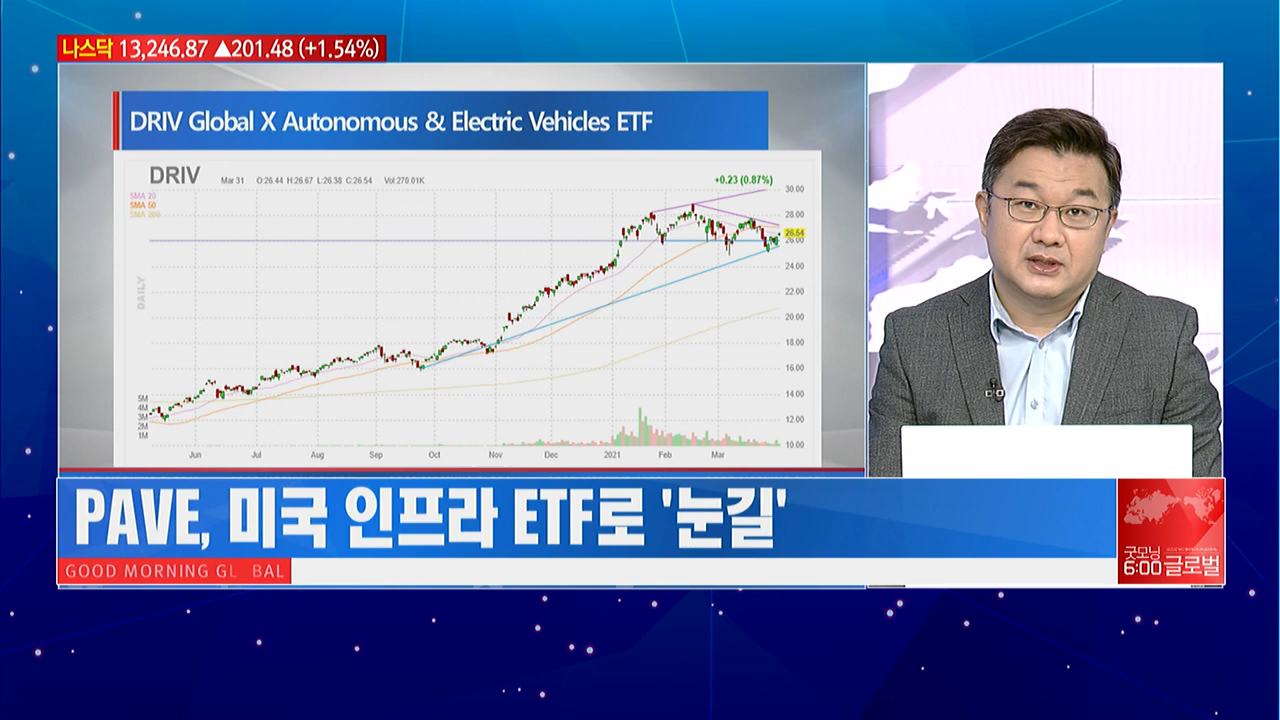 나스닥 13,246.87 ▲201.48 (+1.54%)
DRIV Global X Autonomous & Electric Vehicles ETF
DRIV Mar 31 O:26.44 H:26.67 L:26.38 C:26.54 Vol:270.01K +0.23 (0.87%)
SMA 20
SMA 50
SMA 200
30.00
28.00
26.54
26.00
24.00
22.00
20.00
18.00
16.00
14.00
12.00
10.00
DAILY
5M
4M
3M
2M
1M
Jun Jul Aug Sep Oct Nov Dec 2021 Feb Mar
PAVE, 미국 인프라 ETF로 '눈길'
GOOD MORNING GL BAL
굿모닝
6:00 글로벌